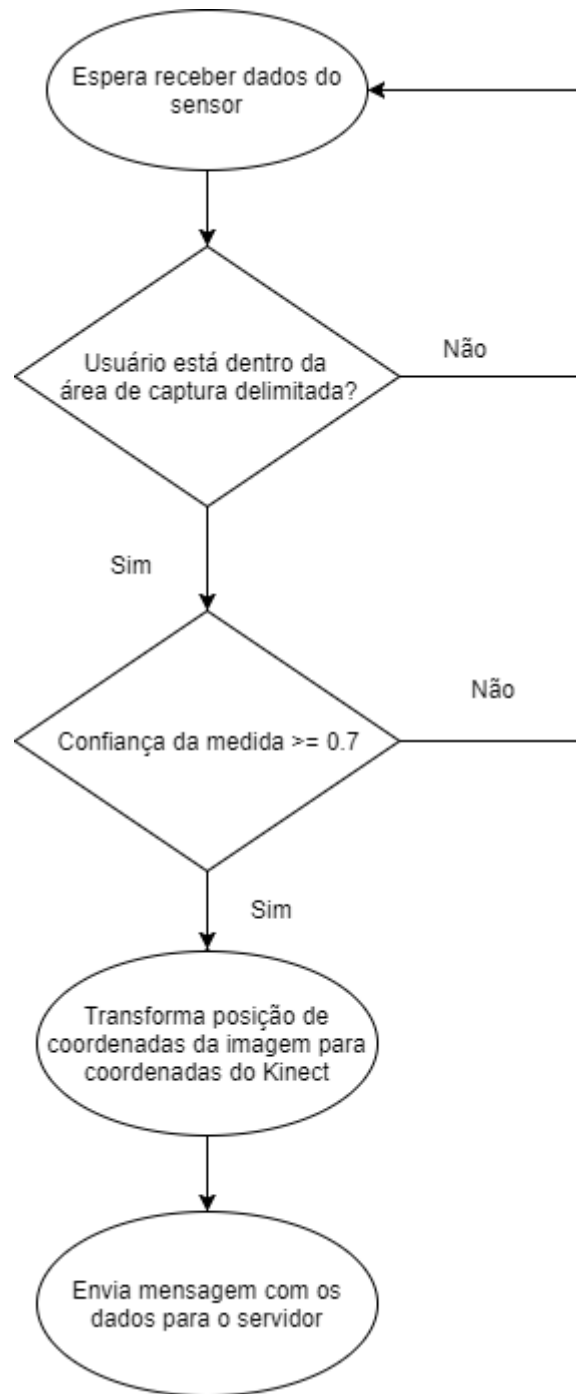 Espera receber dados do
sensor
Usuário está dentro da
área de captura delimitada?
Não
Sim
Confiança da medida >= 0.7
Não
Sim
Transforma posição de
coordenadas da imagem para
coordenadas do Kinect
Envia mensagem com os
dados para o servidor